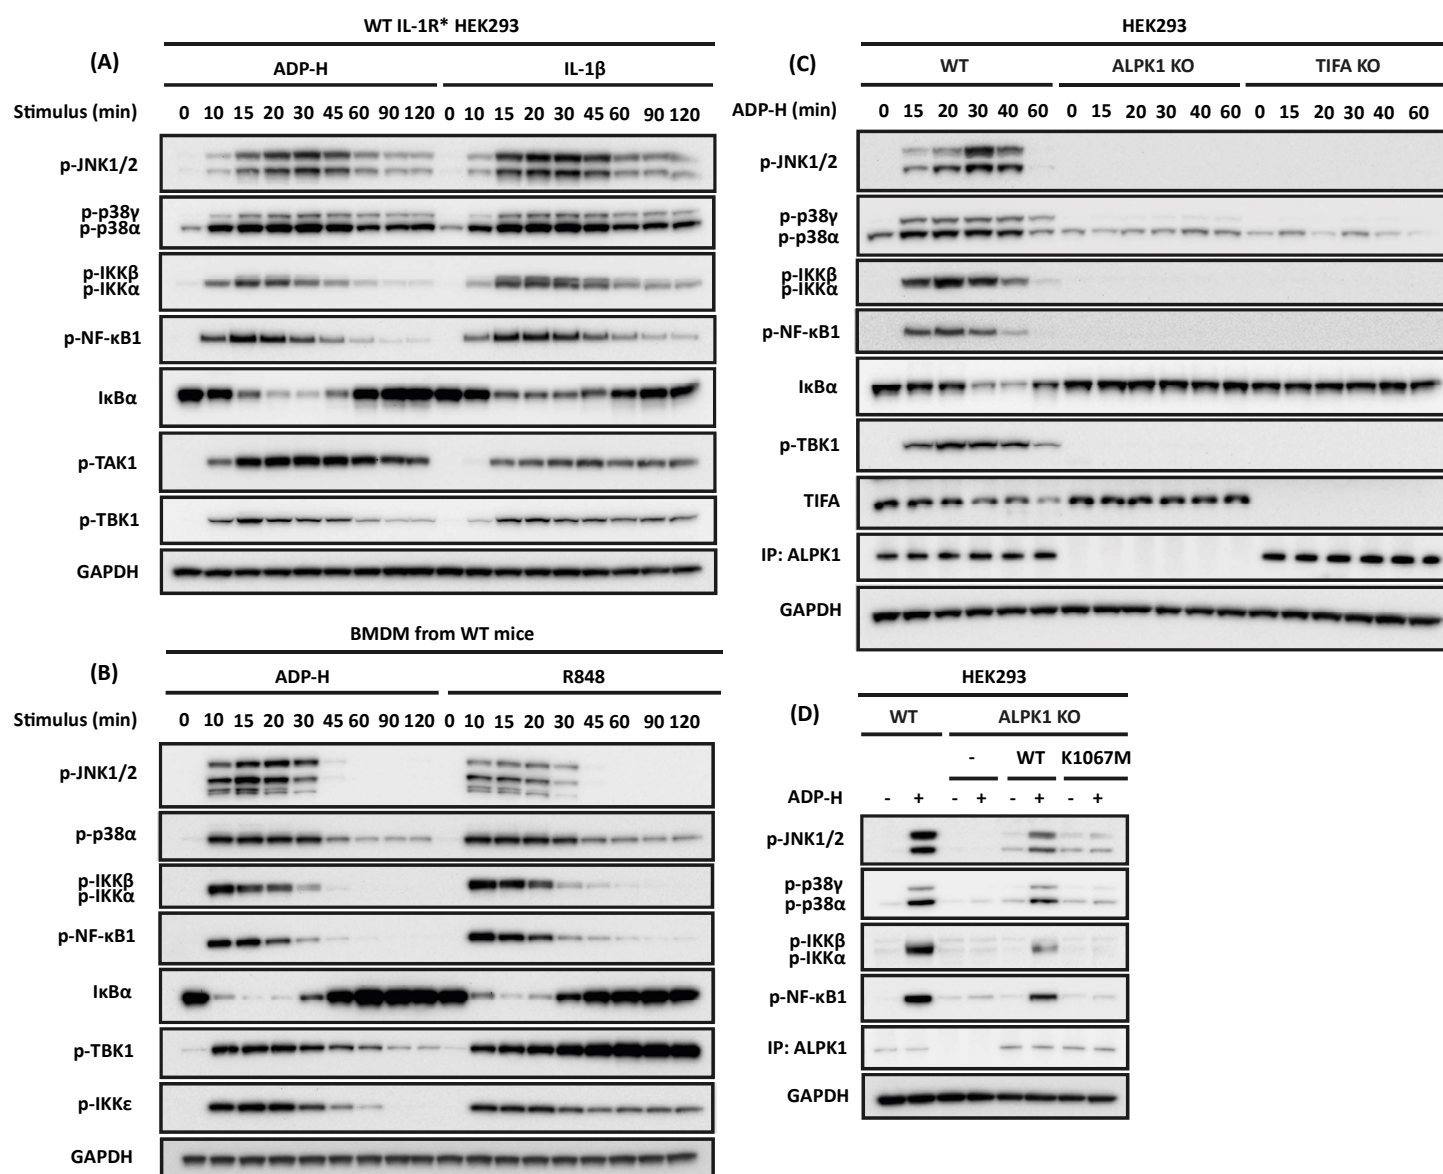 WT IL-1R* HEK293
(A)
ADP-H IL-1β
Stimulus (min) 0 10 15 20 30 45 60 90 120 0 10 15 20 30 45 60 90 120
p-JNK1/2
p-p38γ
p-p38α
p-IKKβ
p-IKKα
p-NF-κB1
IκBα
p-TAK1
p-TBK1
GAPDH
BMDM from WT mice
(B)
ADP-H R848
Stimulus (min) 0 10 15 20 30 45 60 90 120 0 10 15 20 30 45 60 90 120
p-JNK1/2
p-p38α
p-IKKβ
p-IKKα
p-NF-κB1
IκBα
p-TBK1
p-IKKε
GAPDH
HEK293
(C)
WT ALPK1 KO TIFA KO
ADP-H (min) 0 15 20 30 40 60 0 15 20 30 40 60 0 15 20 30 40 60
p-JNK1/2
p-p38γ
p-p38α
p-IKKβ
p-IKKα
p-NF-κB1
IκBα
p-TBK1
TIFA
IP: ALPK1
GAPDH
HEK293
(D)
WT ALPK1 KO
- WT K1067M
ADP-H - + - + - + - +
p-JNK1/2
p-p38γ
p-p38α
p-IKKβ
p-IKKα
p-NF-κB1
IP: ALPK1
GAPDH